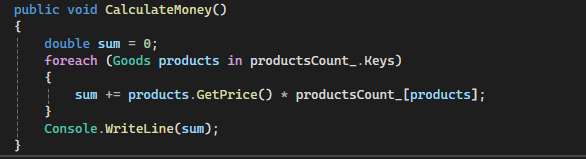 public void CalculateMoney()
{
    double sum = 0;
    foreach (Goods products in productsCount_.Keys)
    {
        sum += products.GetPrice() * productsCount_[products];
    }
    Console.WriteLine(sum);
}